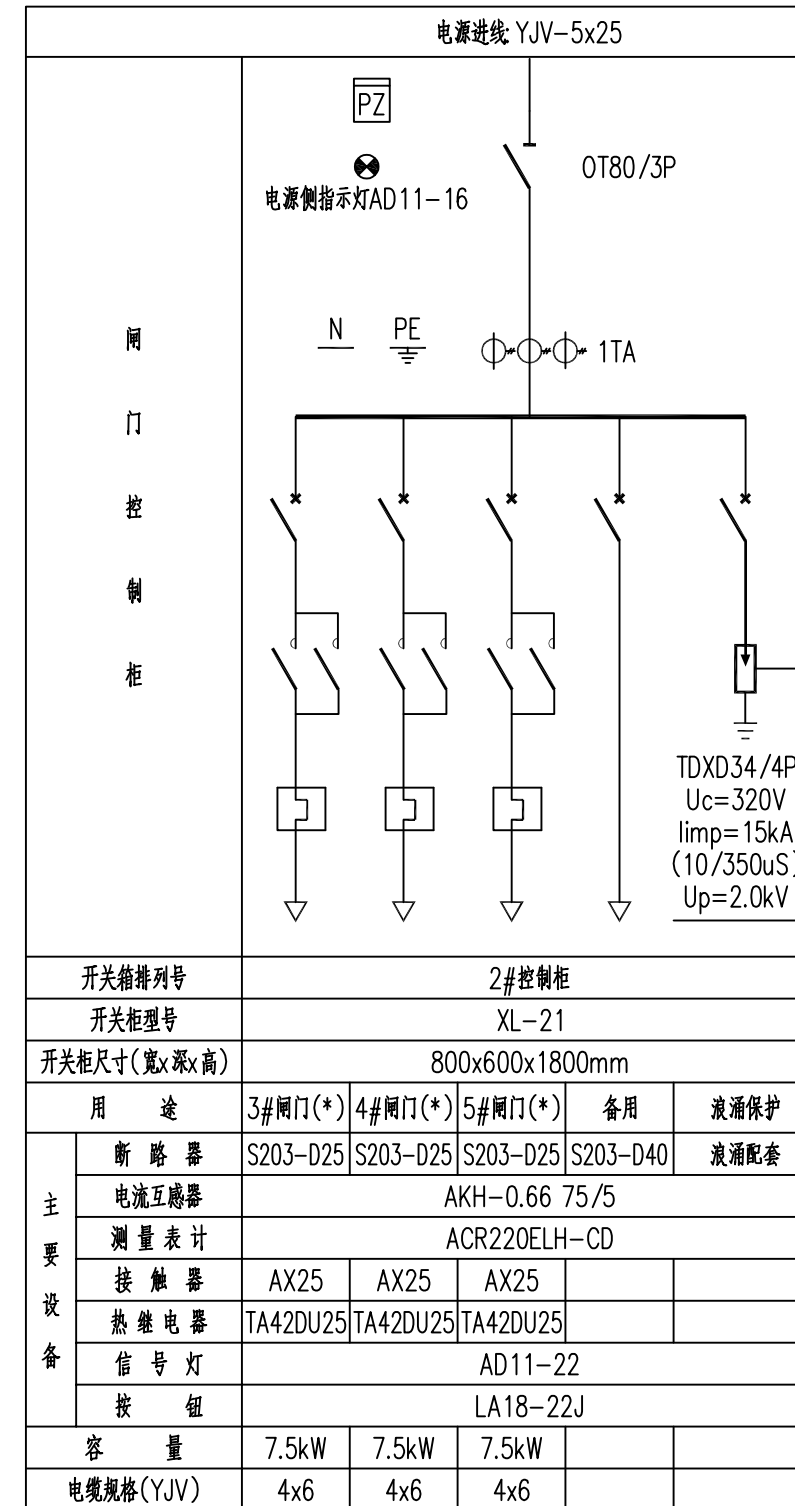 电源进线: YJV-5x25
PZ
OT80/3P
电源侧指示灯AD11-16
N PE 1TA
闸门控制柜
TDXD34/4P
Uc=320V
Iimp=15kA
(10/350uS)
Up=2.0kV
开关箱排列号 2#控制柜
开关柜型号 XL-21
开关柜尺寸(宽x深x高) 800x600x1800mm
用 途 3#闸门(*) 4#闸门(*) 5#闸门(*) 备用 浪涌保护
主要设备
断 路 器 S203-D25 S203-D25 S203-D25 S203-D40 浪涌配套
电流互感器 AKH-0.66 75/5
测 量 表 计 ACR220ELH-CD
接 触 器 AX25 AX25 AX25
热 继 电 器 TA42DU25 TA42DU25 TA42DU25
信 号 灯 AD11-22
按 钮 LA18-22J
容 量 7.5kW 7.5kW 7.5kW
电缆规格(YJV) 4x6 4x6 4x6